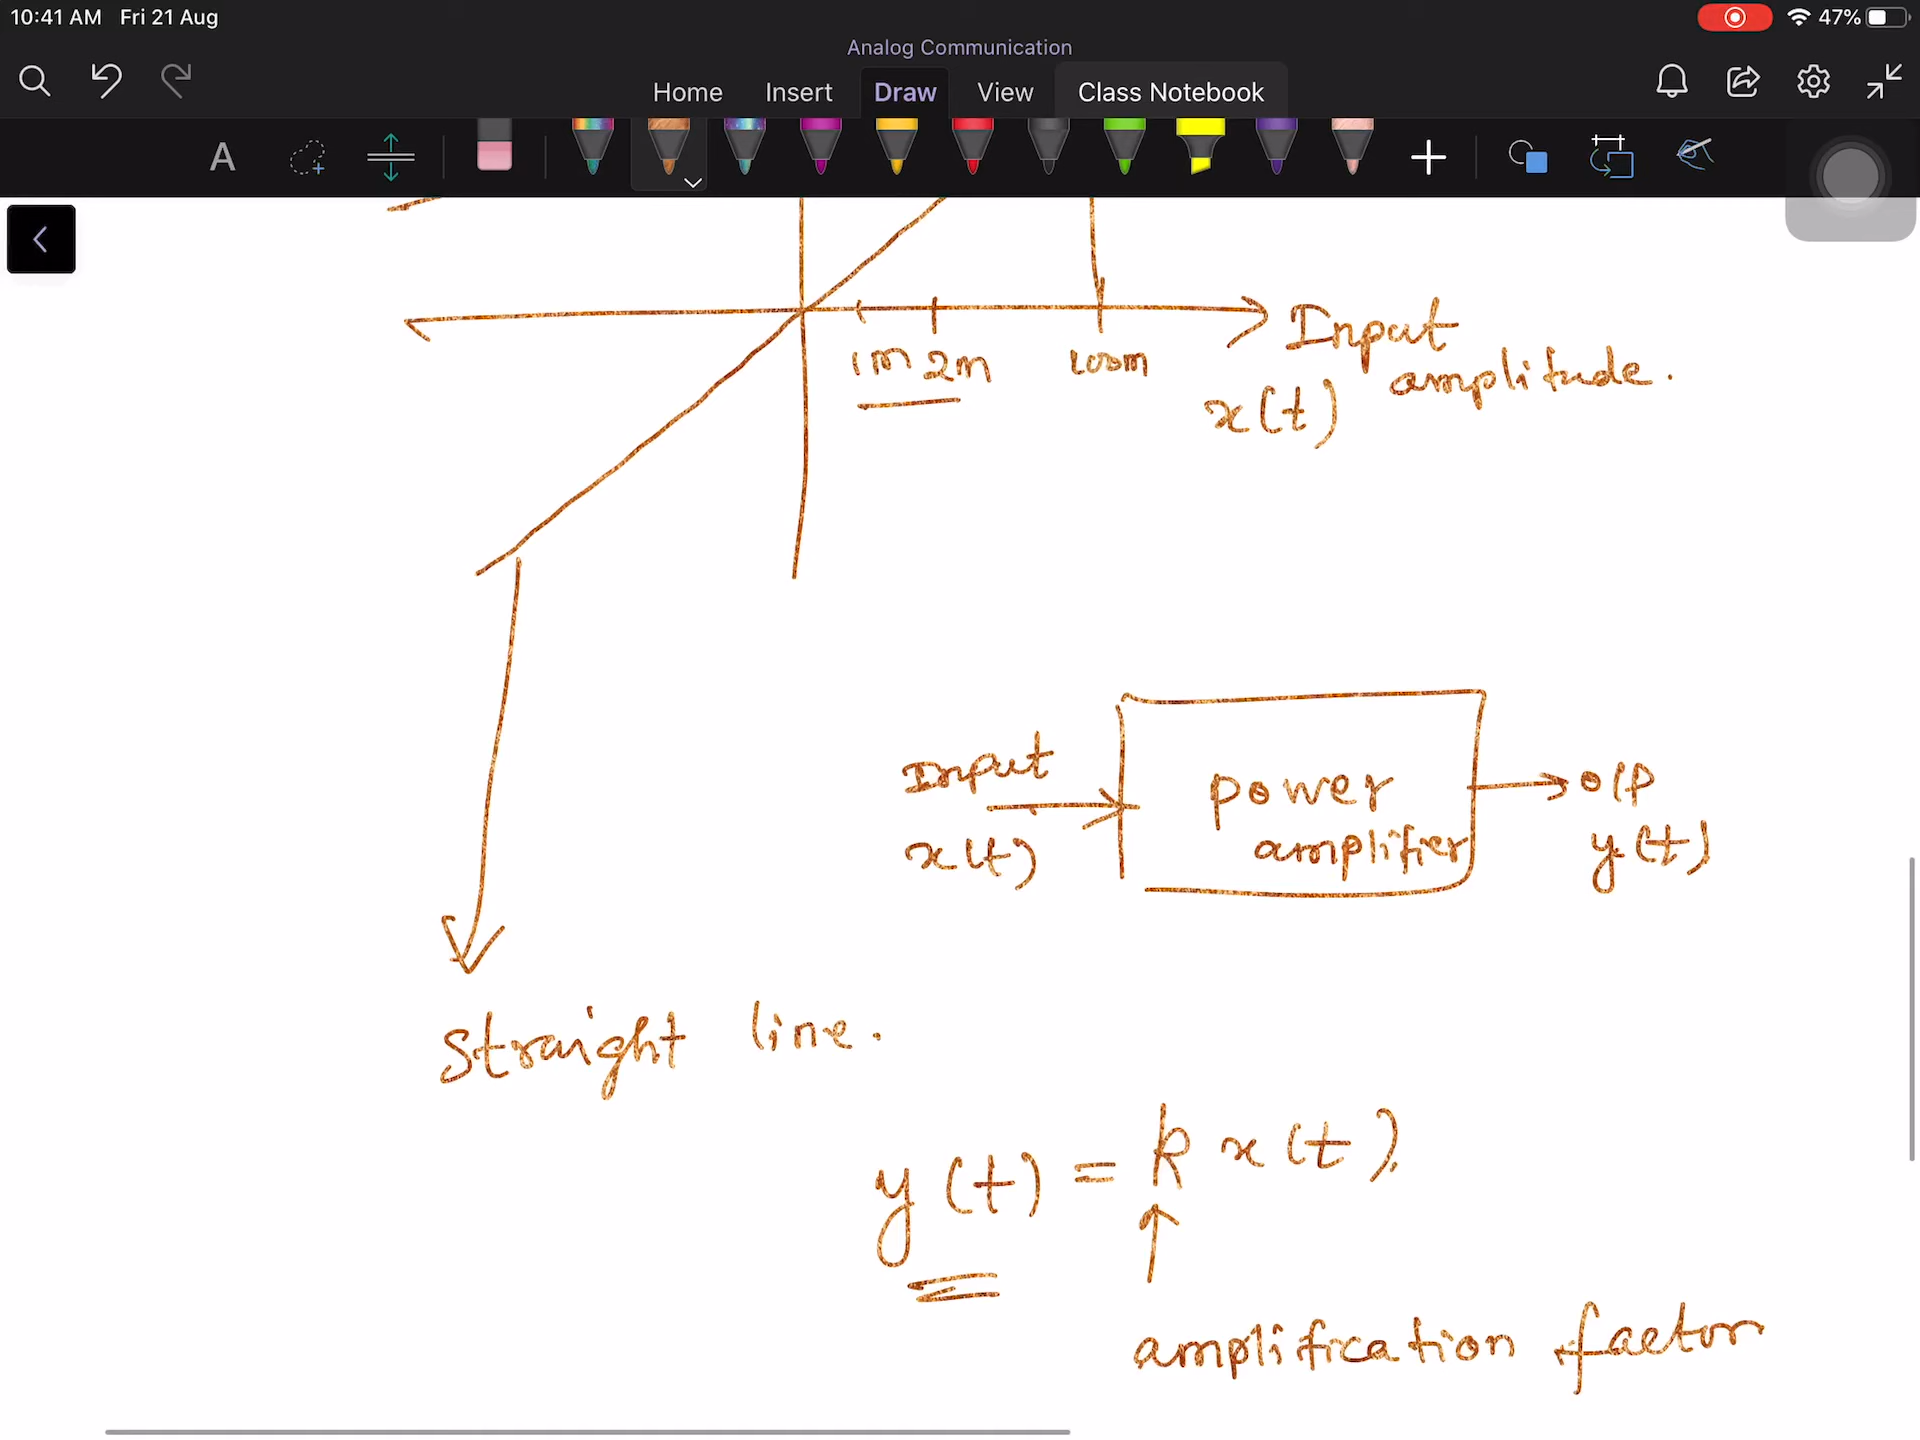 10:41 AM Fri 21 Aug
47%
Analog Communication
Home Insert Draw View Class Notebook
A
1m 2m 100m
Input
amplitude.
x(t)
Input
x(t)
power
amplifier
o/p
y(t)
straight line.
y(t) = k x(t).
amplification factor